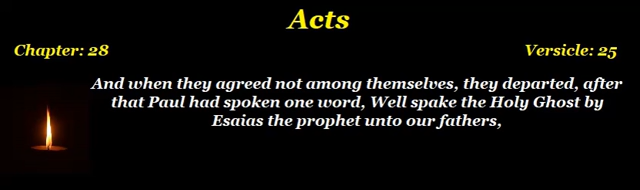 Acts
Chapter: 28
Versicle: 25
And when they agreed not among themselves, they departed, after
that Paul had spoken one word, Well spake the Holy Ghost by
Esaias the prophet unto our fathers,